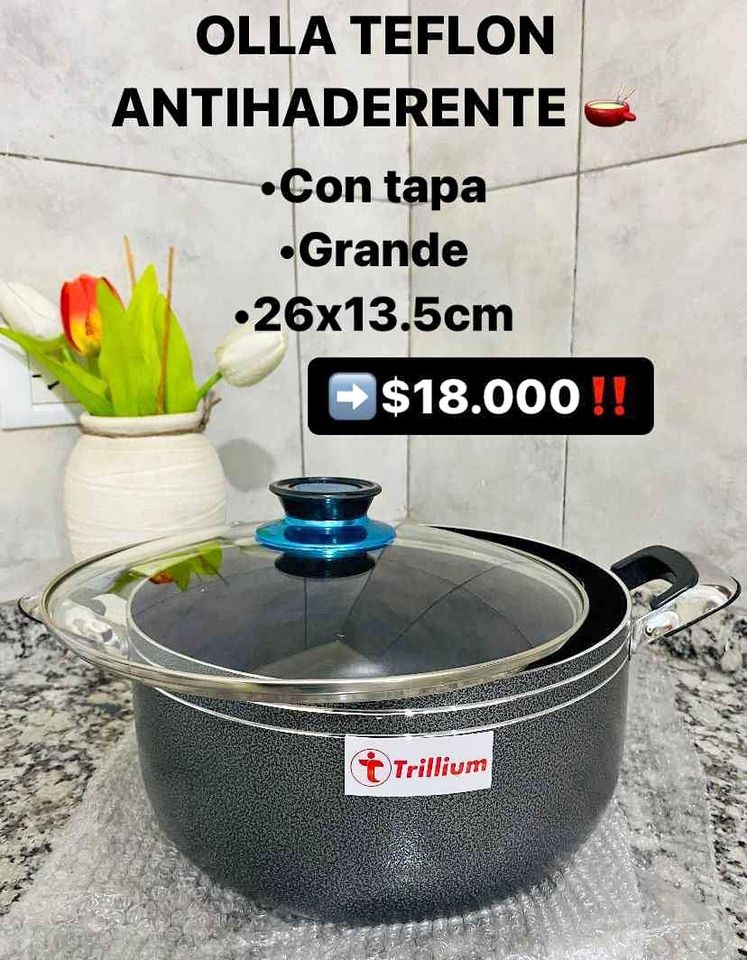 OLLA TEFLON
ANTIHADERENTE 🍲
•Con tapa
•Grande
•26x13.5cm
➡️$18.000‼️
Trillium